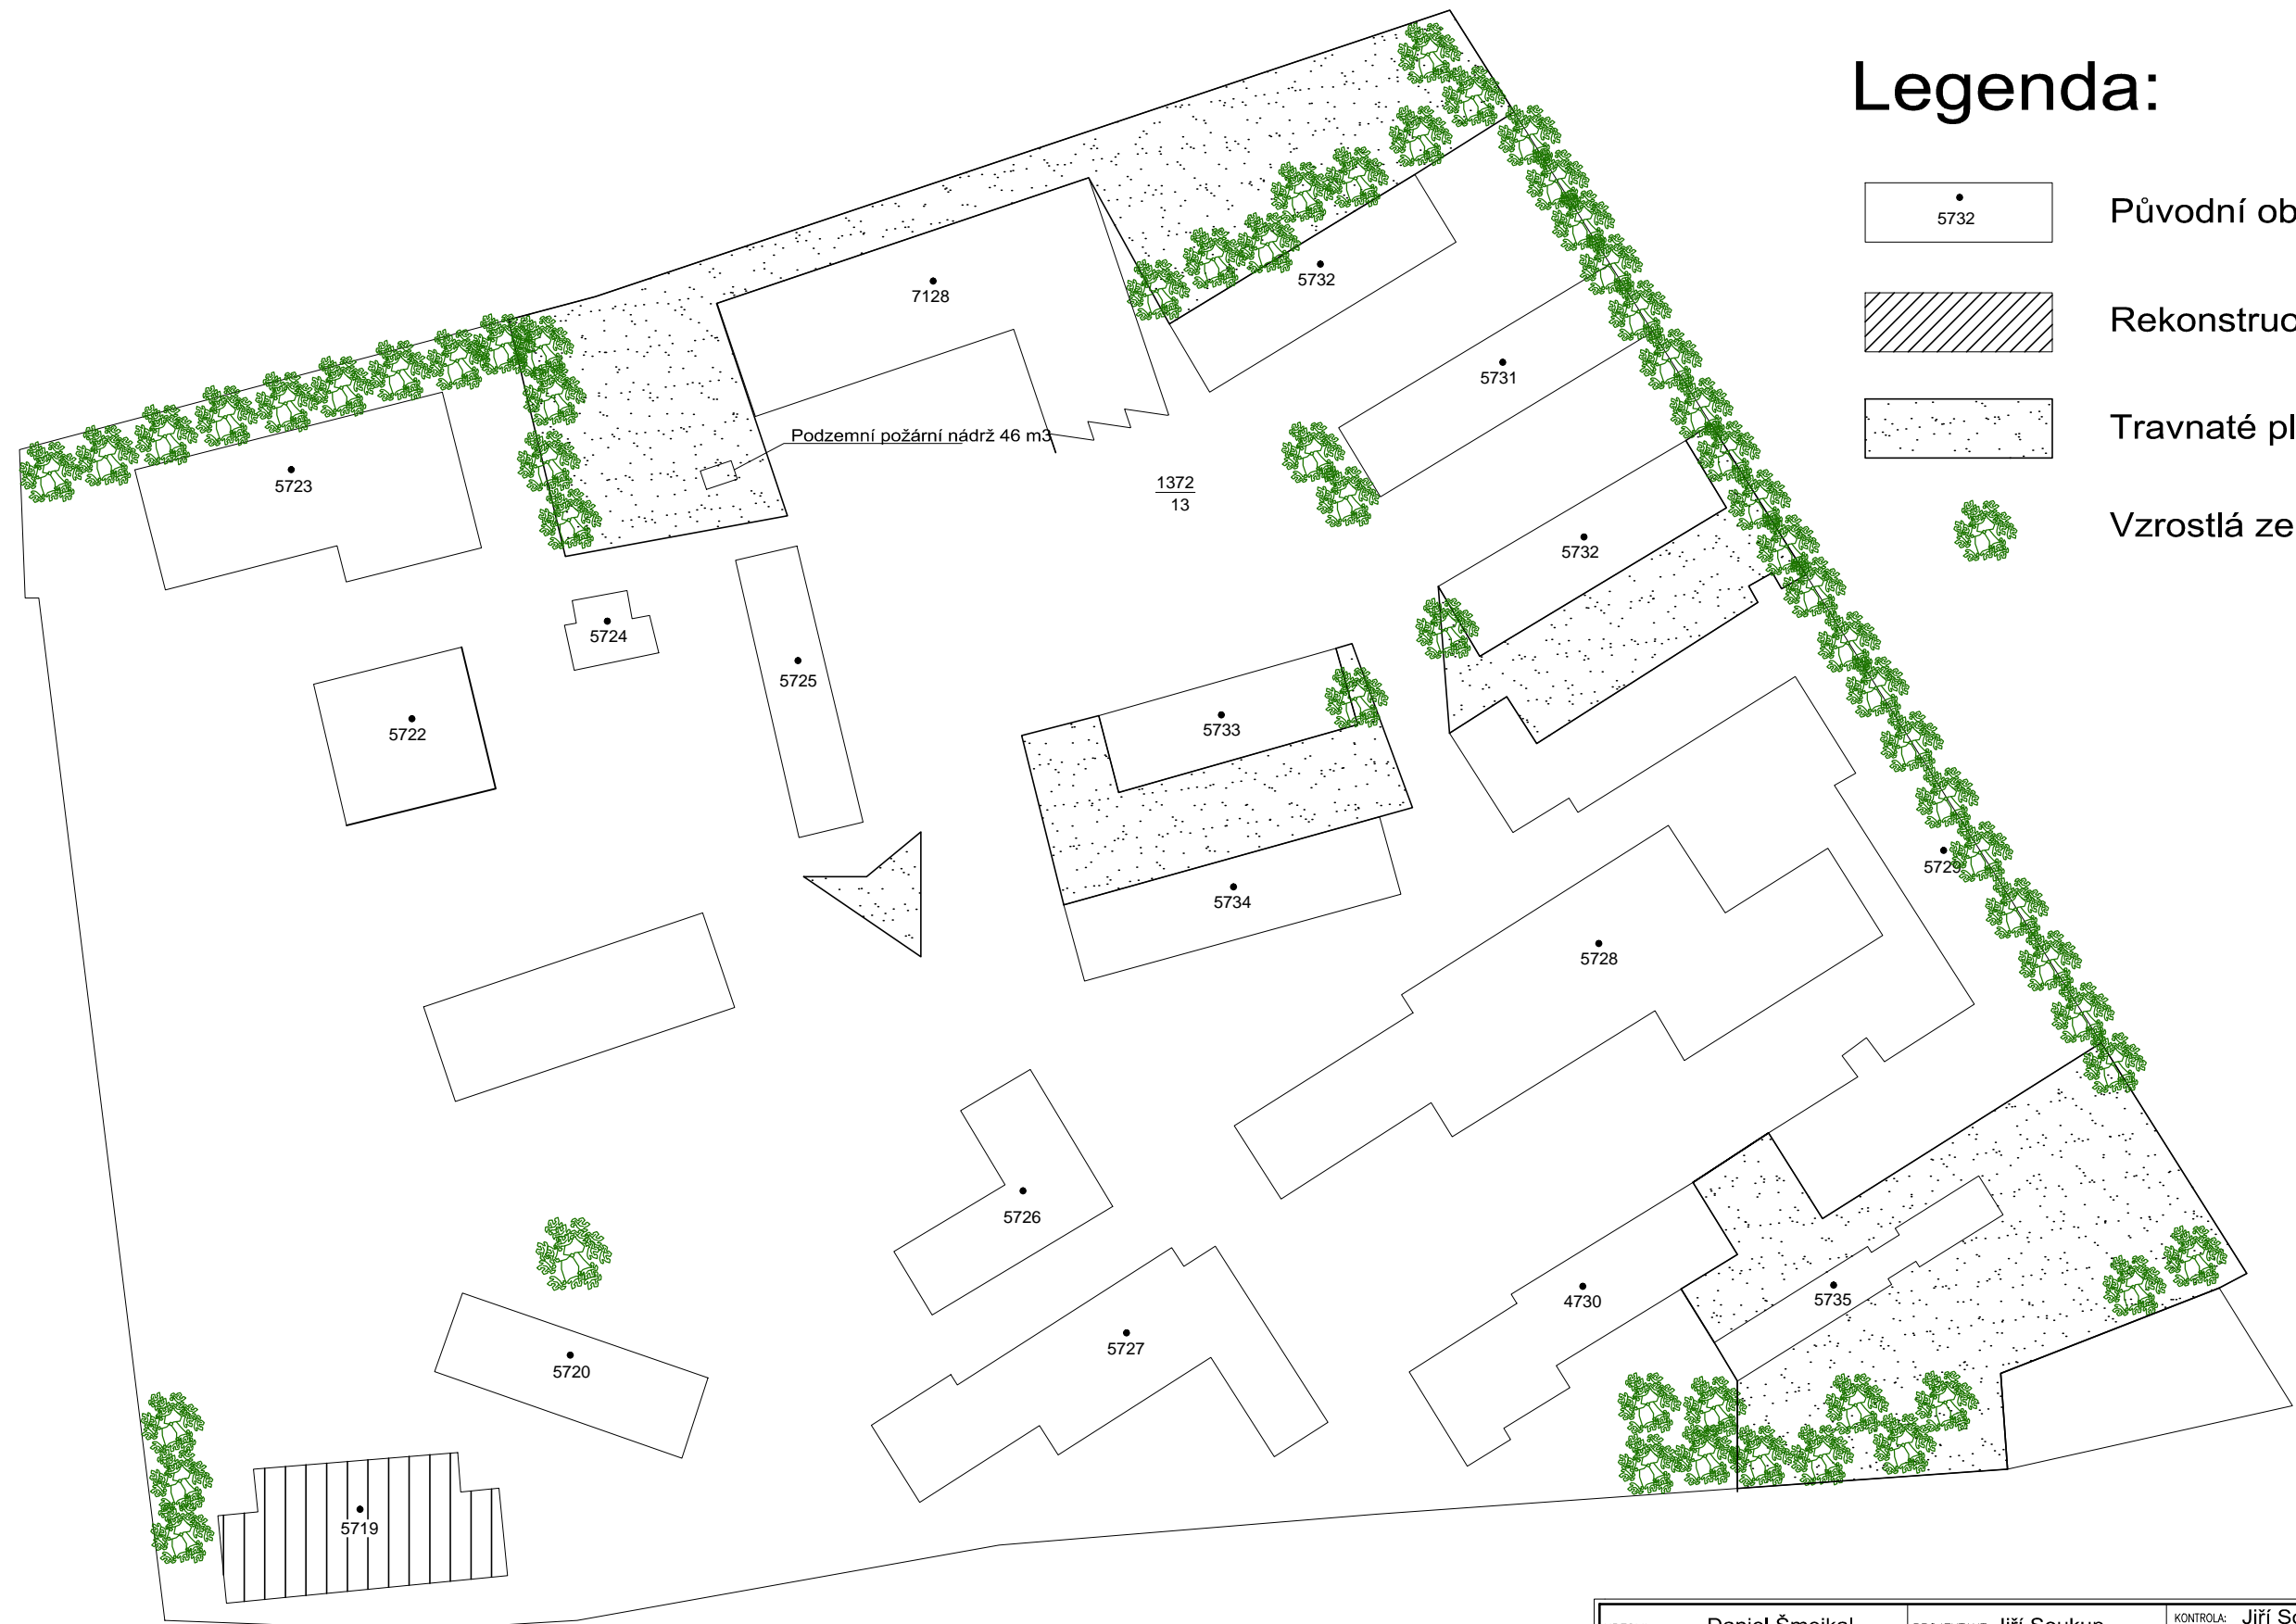 Legenda:
5732
Původní ob
Rekonstruc
Travnaté pl
Vzrostlá ze
7128
5732
5731
Podzemní požární nádrž 46 m3
5723
1372
13
5732
5724
5725
5722
5733
5729
5734
5728
5726
4730
5735
5727
5720
5719
Daniel Šmejkal
Jiří Soukup
KONTROLA:
Jiří So